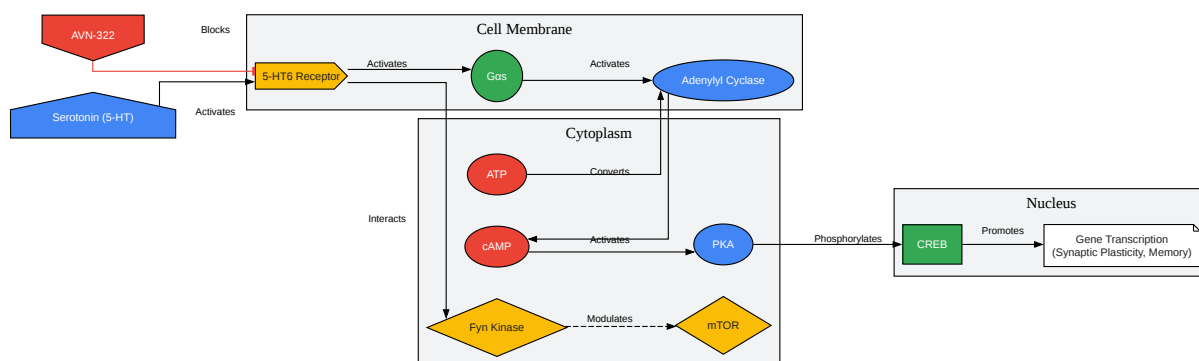 AVN-322
Blocks
Cell Membrane
5-HT6 Receptor
Activates
Gαs
Activates
Adenylyl Cyclase
Serotonin (5-HT)
Activates
Cytoplasm
ATP
Converts
Interacts
cAMP
Activates
PKA
Phosphorylates
Nucleus
CREB
Promotes
Gene Transcription
(Synaptic Plasticity, Memory)
Fyn Kinase
Modulates
mTOR